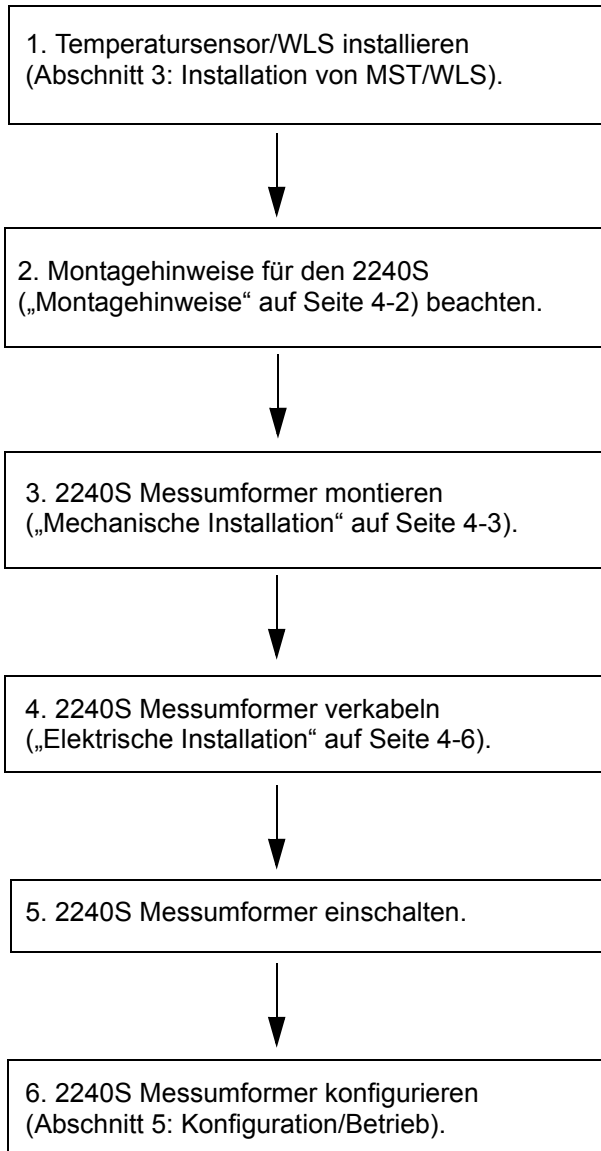 1. Temperatursensor/WLS installieren
(Abschnitt 3: Installation von MST/WLS).
2. Montagehinweise für den 2240S
(„Montagehinweise“ auf Seite 4-2) beachten.
3. 2240S Messumformer montieren
(„Mechanische Installation“ auf Seite 4-3).
4. 2240S Messumformer verkabeln
(„Elektrische Installation“ auf Seite 4-6).
5. 2240S Messumformer einschalten.
6. 2240S Messumformer konfigurieren
(Abschnitt 5: Konfiguration/Betrieb).